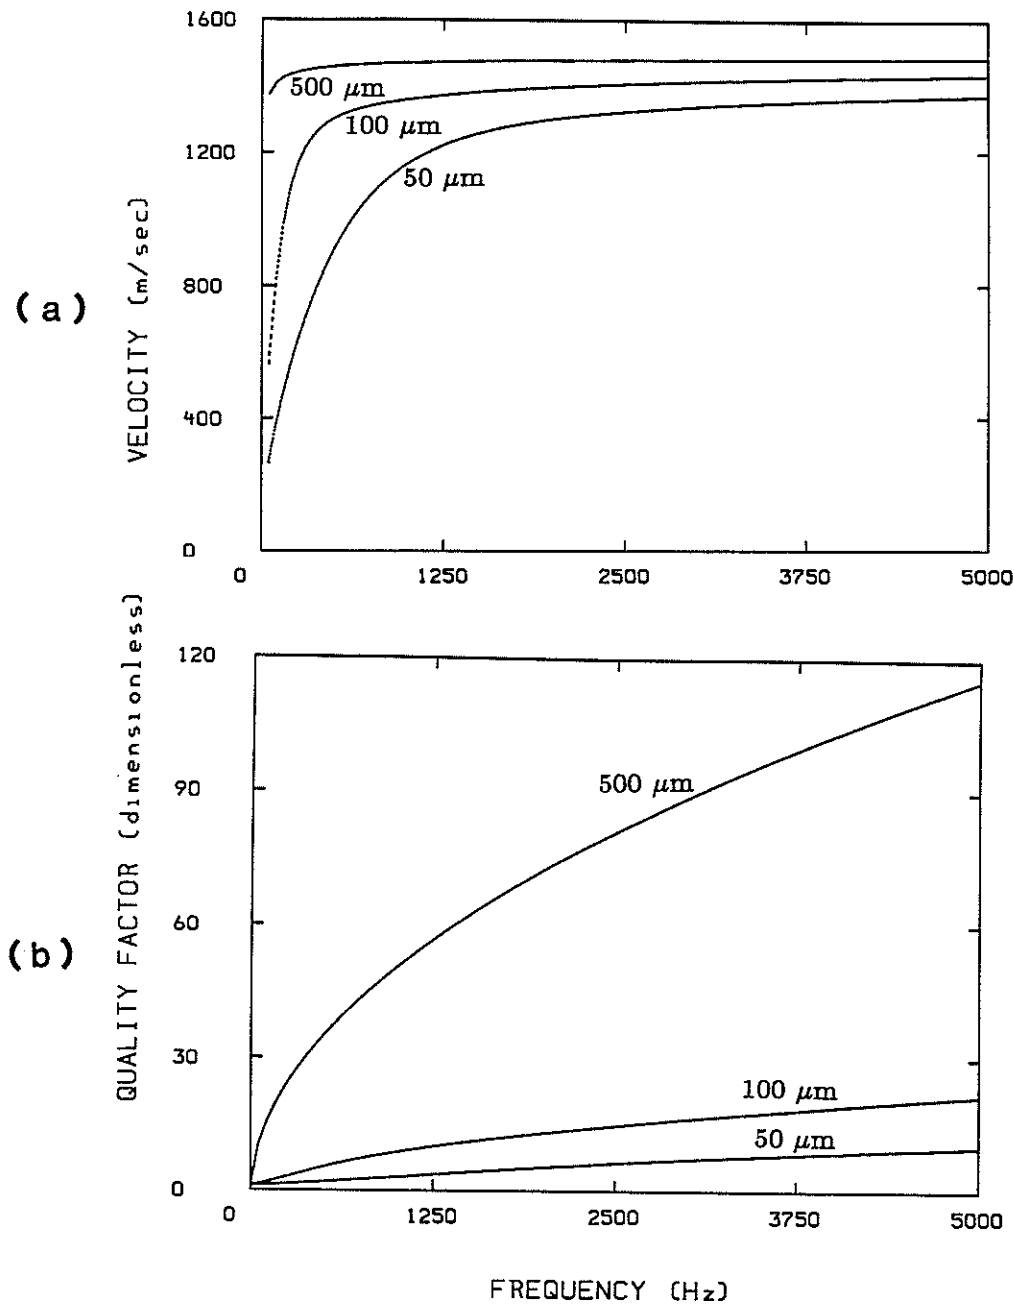 (a)
VELOCITY (m/sec)
1600
1200
800
400
0
500 μm
100 μm
50 μm
0 1250 2500 3750 5000
(b)
QUALITY FACTOR (dimensionless)
120
90
60
30
0
500 μm
100 μm
50 μm
0 1250 2500 3750 5000
FREQUENCY (Hz)